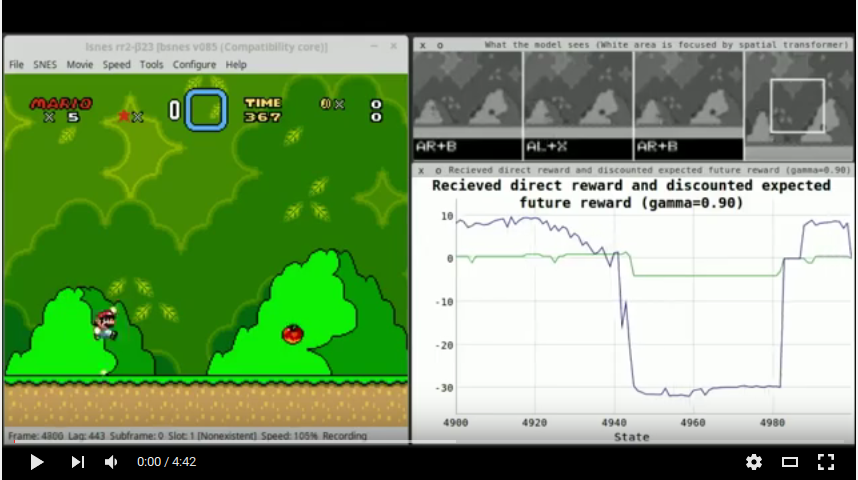 lsnes rr2-β23 [bsnes v085 (Compatibility core)]
File SNES Movie Speed Tools Configure Help
MARIO
x 5
x
0
TIME
367
x 0
0
Frame: 4900 Lag: 443 Subframe: 0 Slot: 1 [Nonexistent] Speed: 105% Recording
x o What the model sees (White area is focused by spatial transformer)
AR+B
AL+X
AR+B
x o Recieved direct reward and discounted expected future reward (gamma=0.90)
Recieved direct reward and discounted expected
future reward (gamma=0.90)
10
0
-10
-20
-30
4900 4920 4940 4960 4980
State
0:00 / 4:42